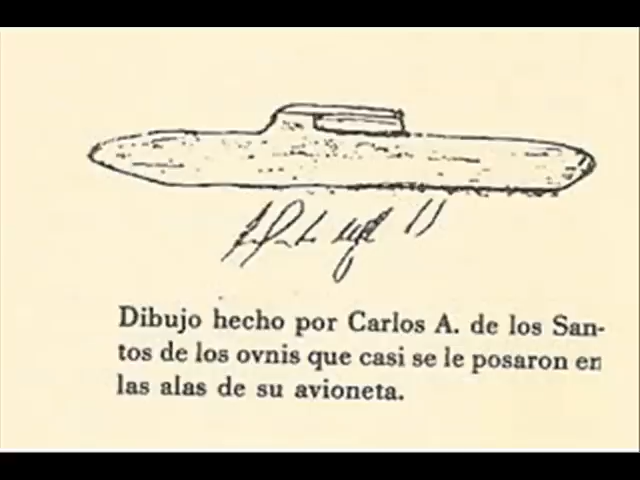 Dibujo hecho por Carlos A. de los San-
tos de los ovnis que casi se le posaron en
las alas de su avioneta.